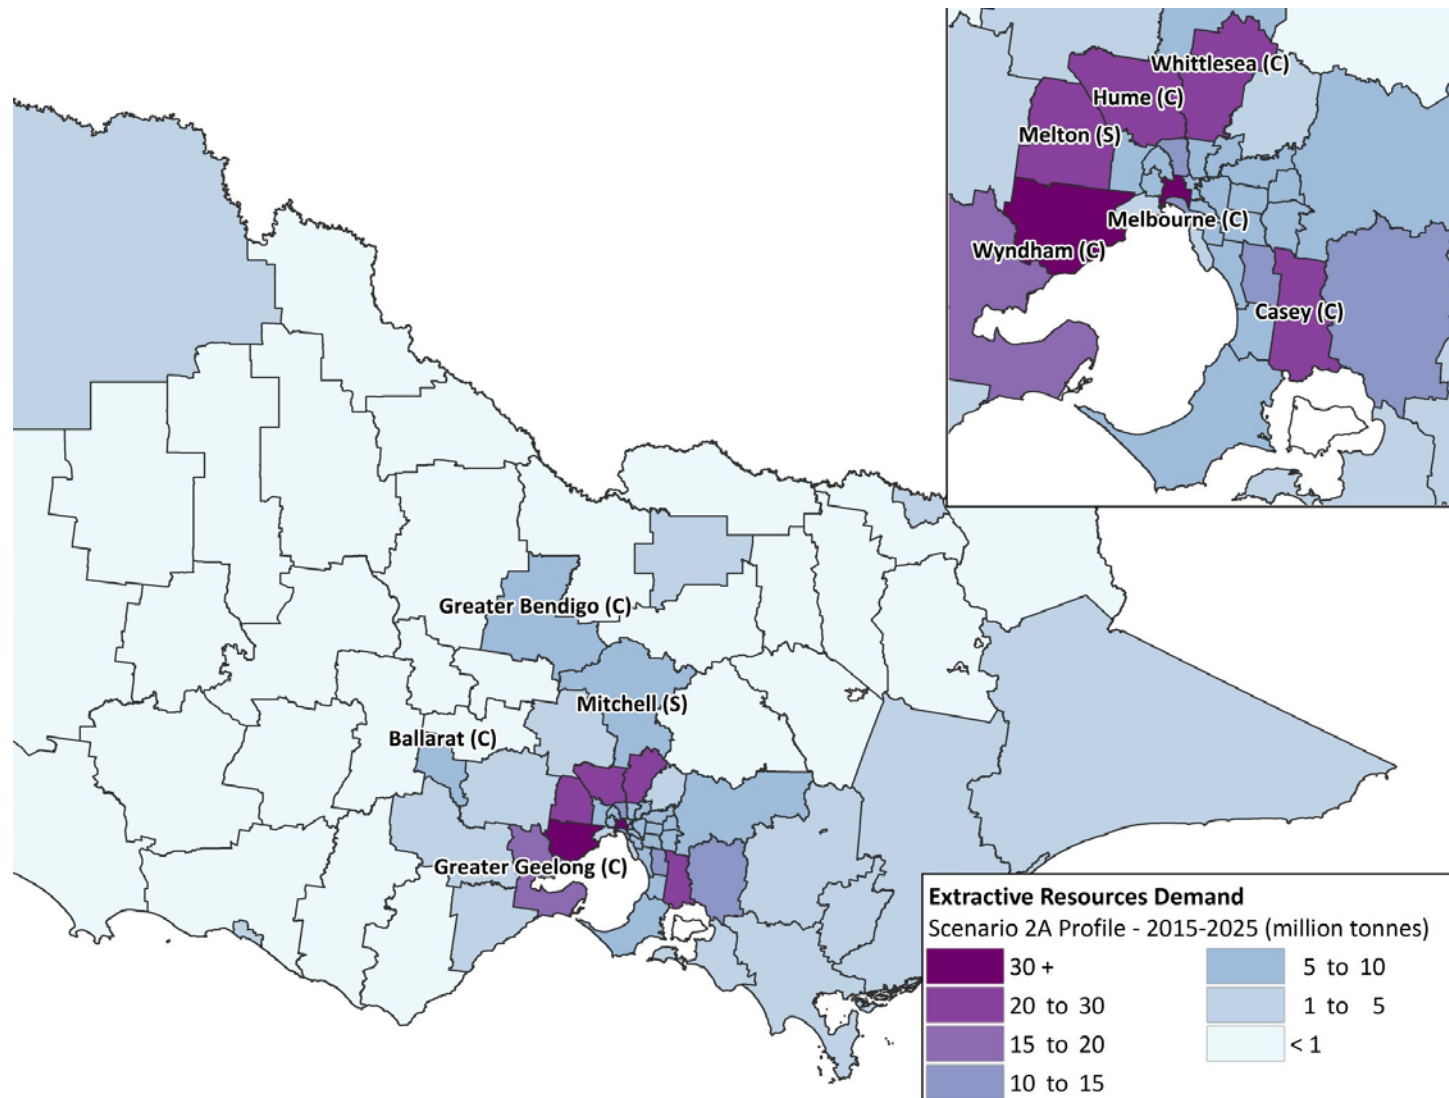 Whittlesea (C)
Hume (C)
Melton (S)
Melbourne (C)
Wyndham (C)
Casey (C)
Greater Bendigo (C)
Mitchell (S)
Ballarat (C)
Greater Geelong (C)
Extractive Resources Demand
Scenario 2A Profile - 2015-2025 (million tonnes)
30 +
20 to 30
15 to 20
10 to 15
5 to 10
1 to 5
< 1